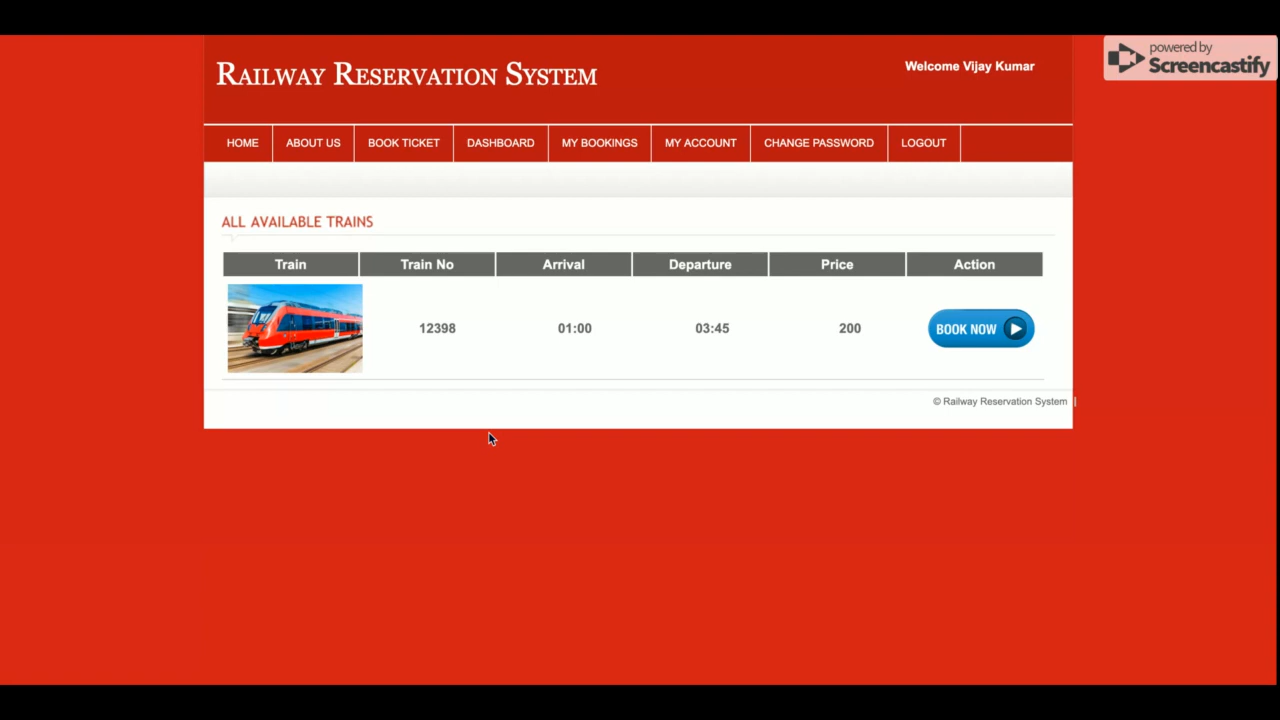 powered by
Screencastify
RAILWAY RESERVATION SYSTEM
Welcome Vijay Kumar
HOME ABOUT US BOOK TICKET DASHBOARD MY BOOKINGS MY ACCOUNT CHANGE PASSWORD LOGOUT
ALL AVAILABLE TRAINS
Train Train No Arrival Departure Price Action
12398 01:00 03:45 200 BOOK NOW
© Railway Reservation System |